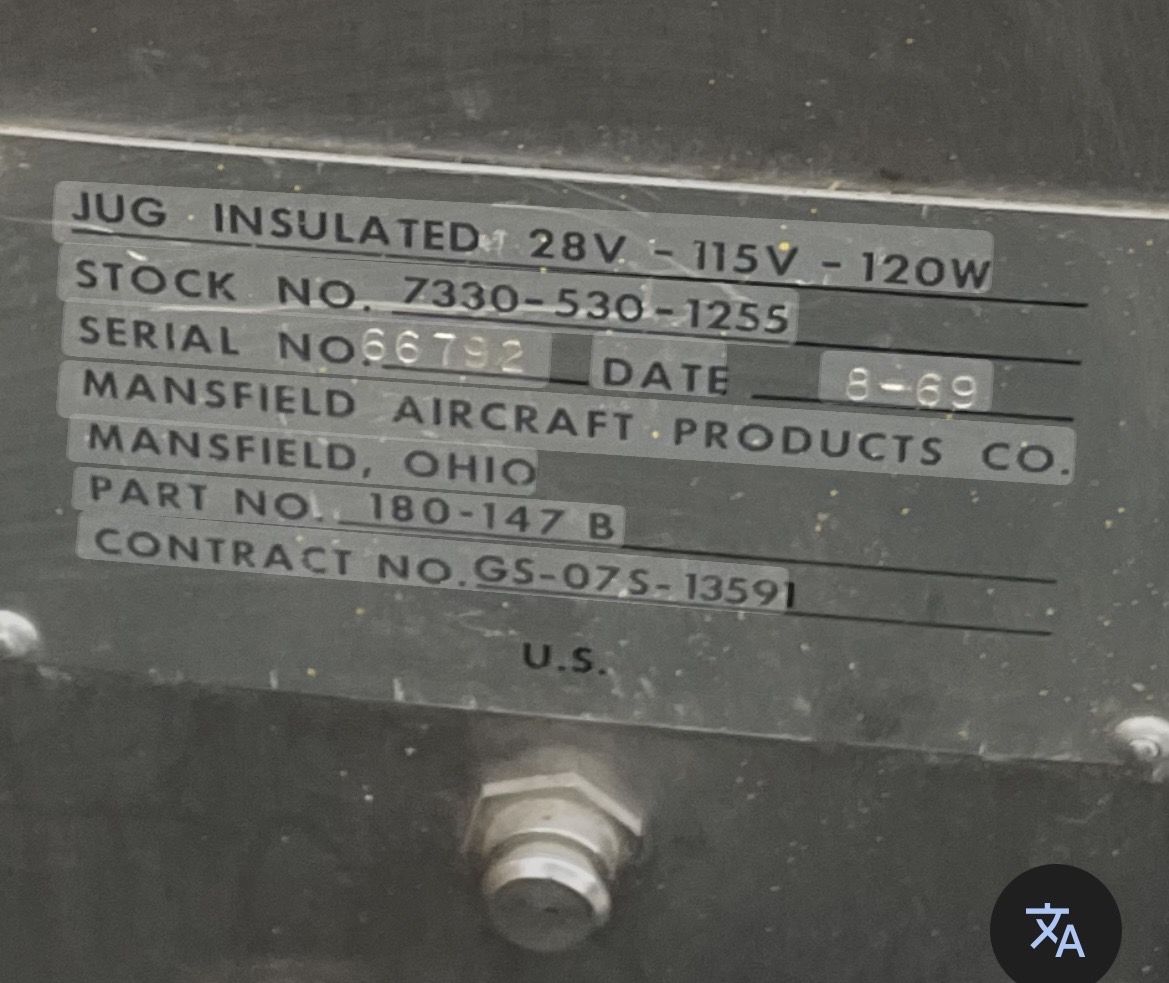 JUG INSULATED 28V - 115V - 120W
STOCK NO. 7330-530-1255
SERIAL NO. 66792 DATE 8-69
MANSFIELD AIRCRAFT PRODUCTS CO.
MANSFIELD, OHIO
PART NO. 180-147 B
CONTRACT NO. GS-07S-13591
U.S.